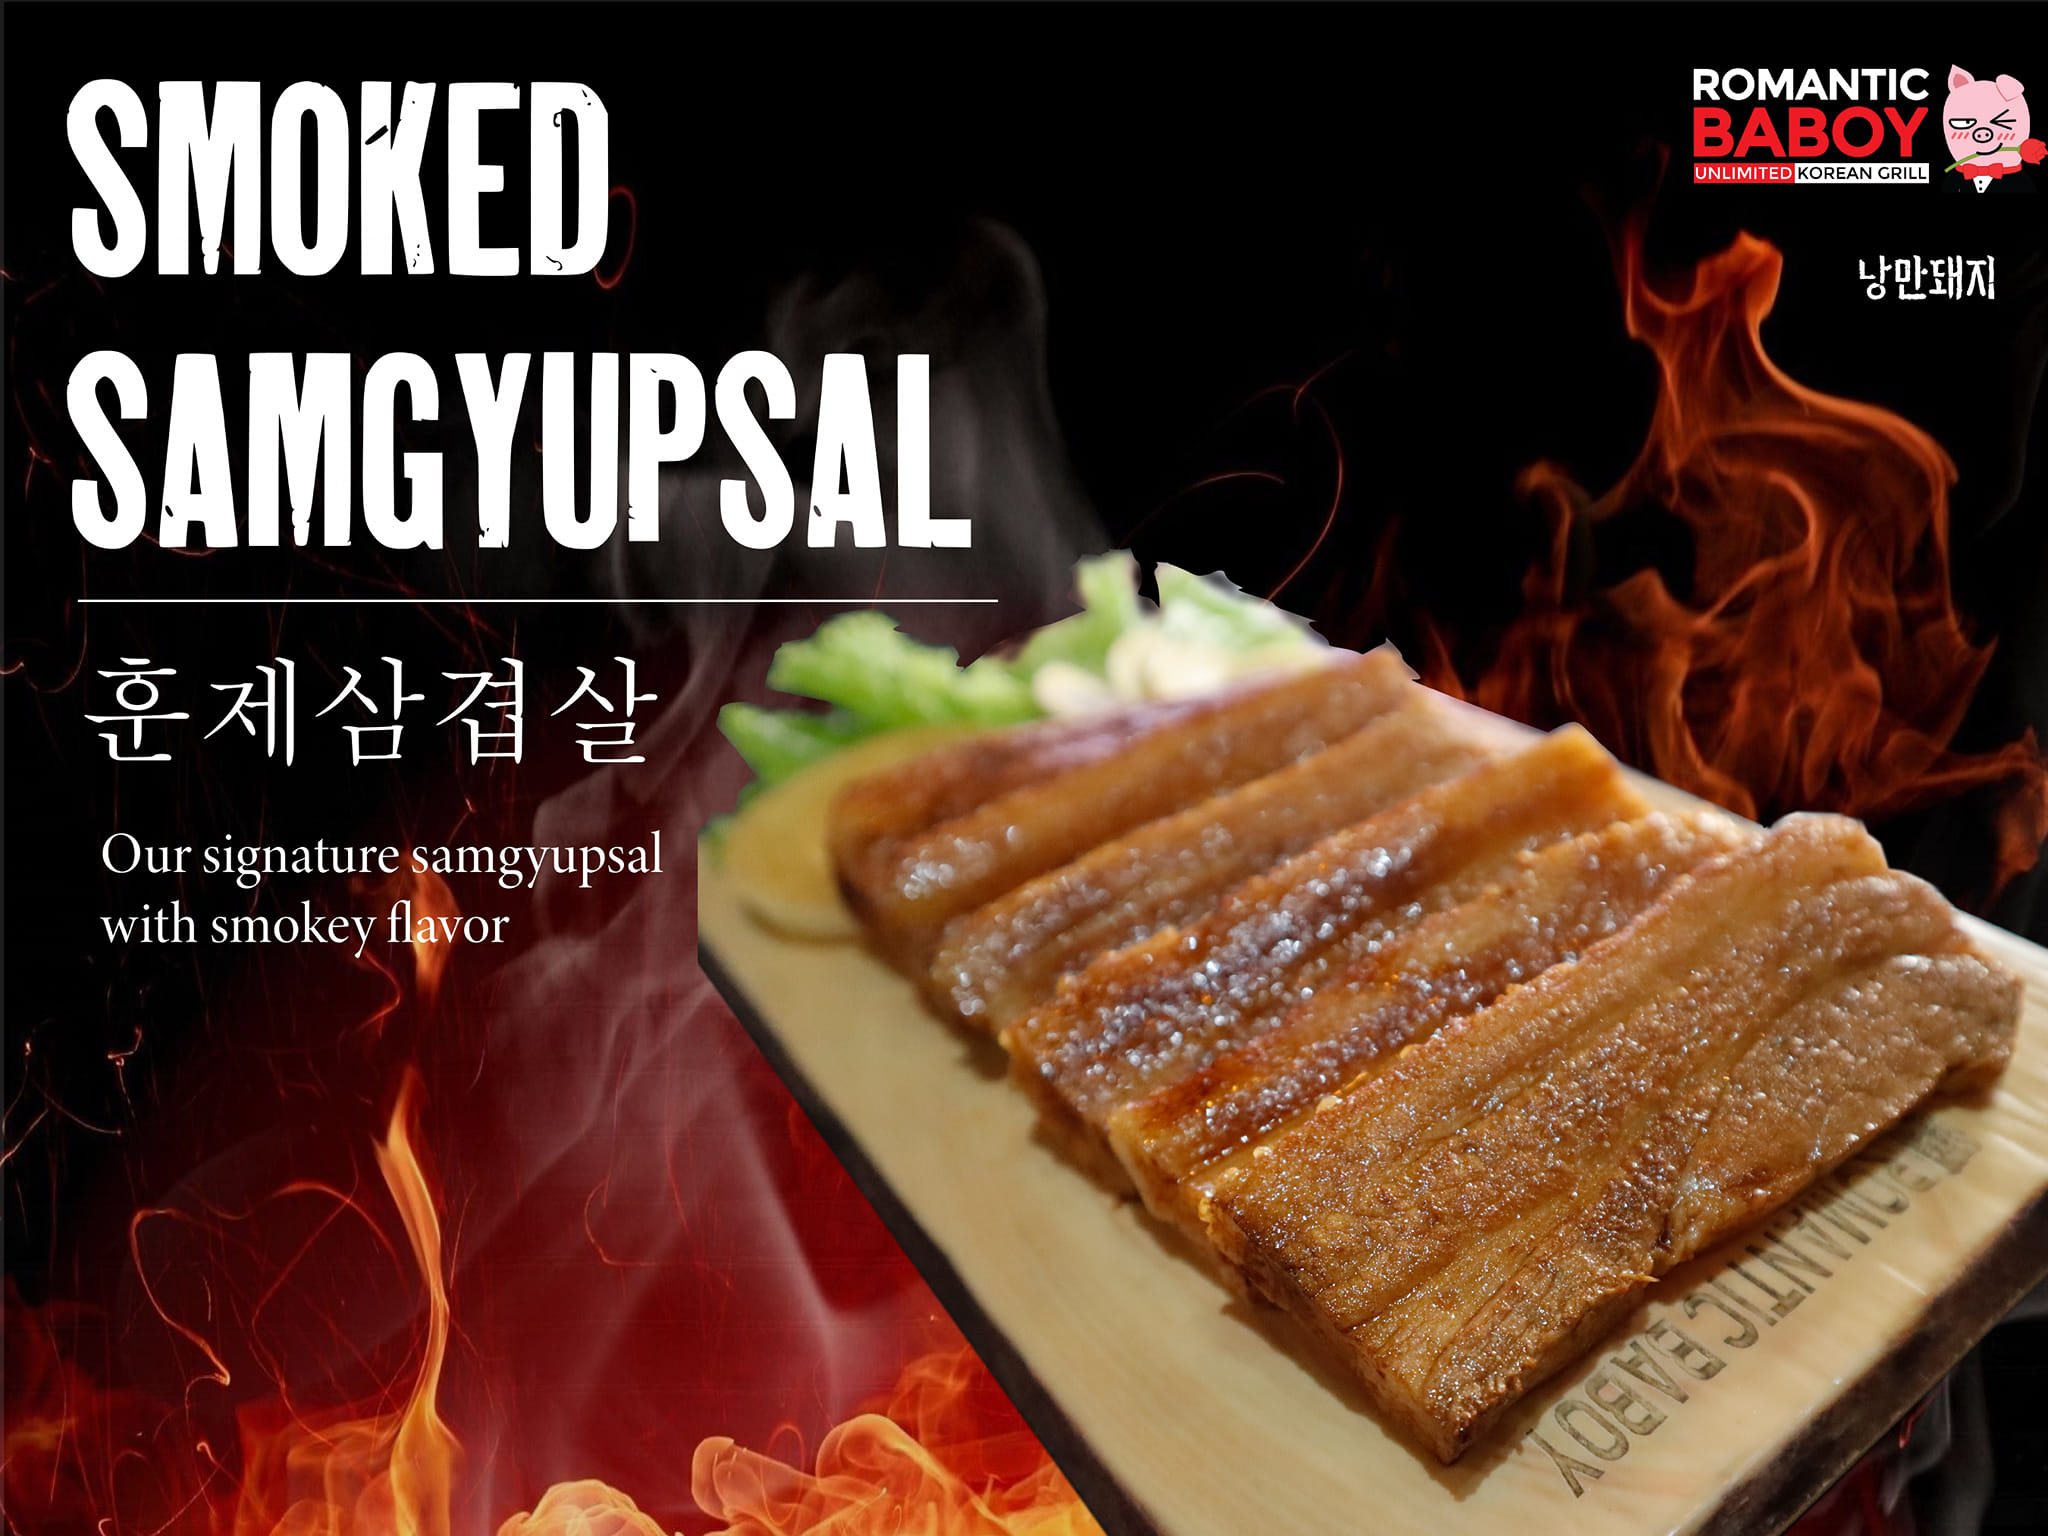 SMOKED
SAMGYUPSAL
훈제삼겹살
Our signature samgyupsal
with smokey flavor
ROMANTIC
BABOY
UNLIMITED KOREAN GRILL
낭만돼지
ROMANTIC BABOY